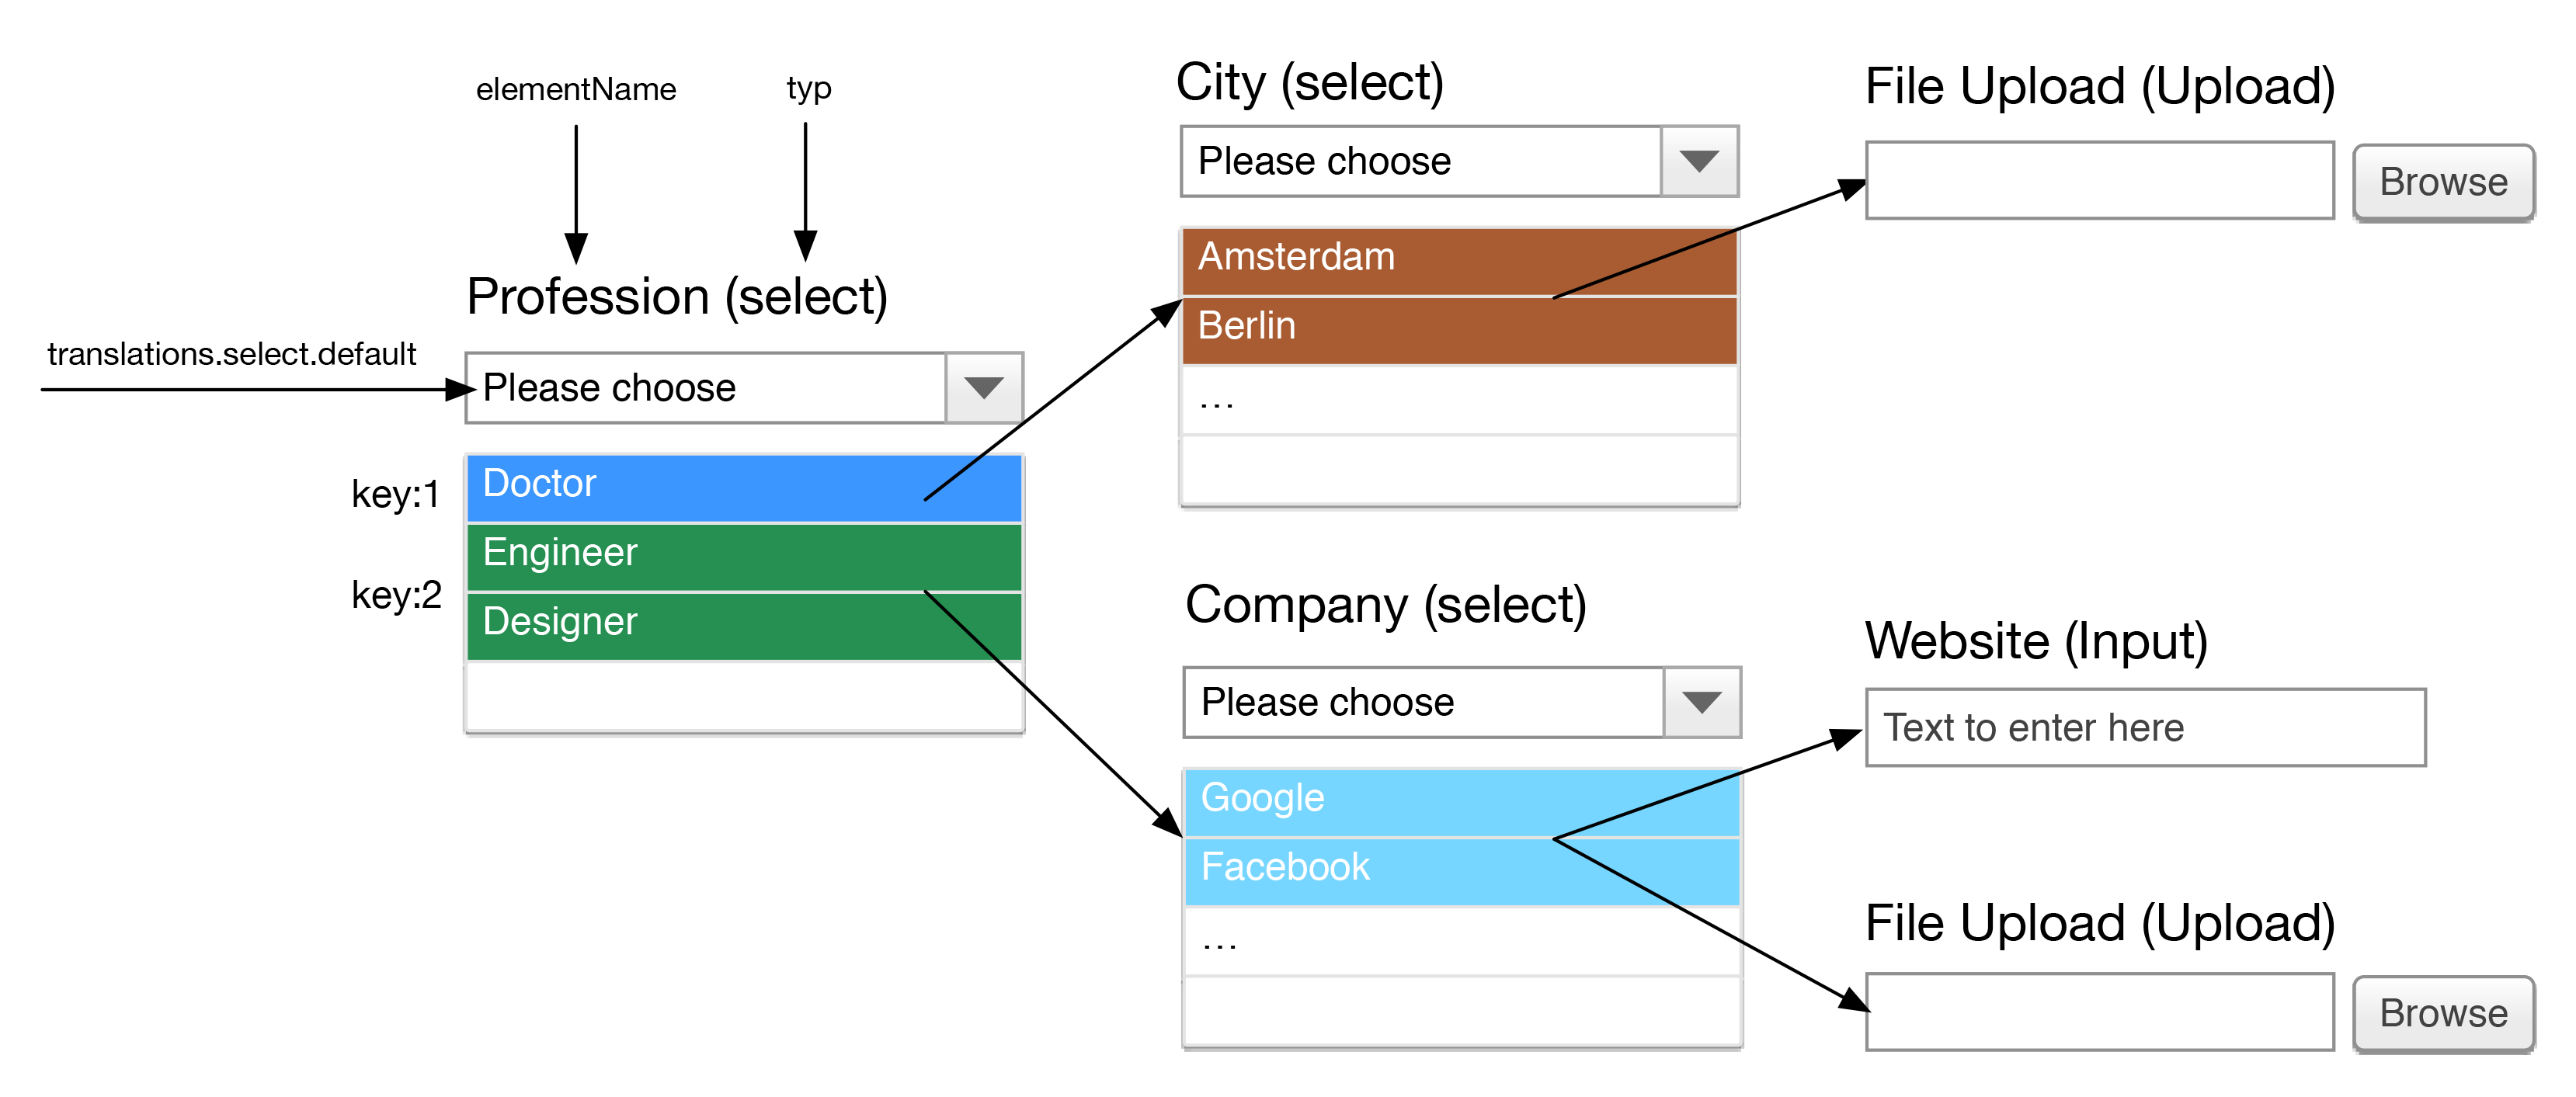 elementName
typ
Profession (select)
translations.select.default
Please choose
key:1
Doctor
Engineer
key:2
Designer
City (select)
Please choose
Amsterdam
Berlin
...
File Upload (Upload)
Browse
Company (select)
Please choose
Google
Facebook
...
Website (Input)
Text to enter here
File Upload (Upload)
Browse